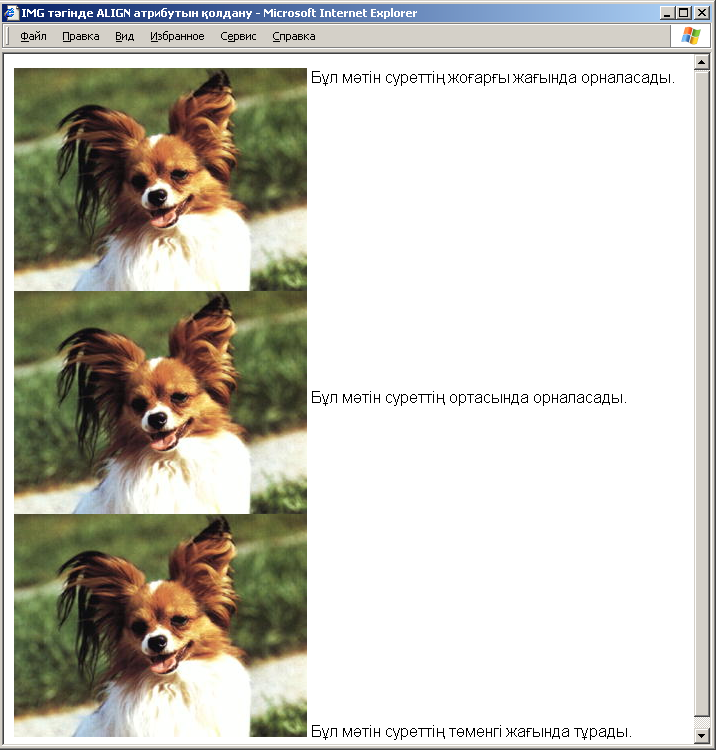 IMG тәгінде ALIGN атрибутын қолдану - Microsoft Internet Explorer
Файл Правка Вид Избранное Сервис Справка
Бұл мәтін суреттің жоғарғы жағында орналасады.
Бұл мәтін суреттің ортасында орналасады.
Бұл мәтін суреттің төменгі жағында тұрады.